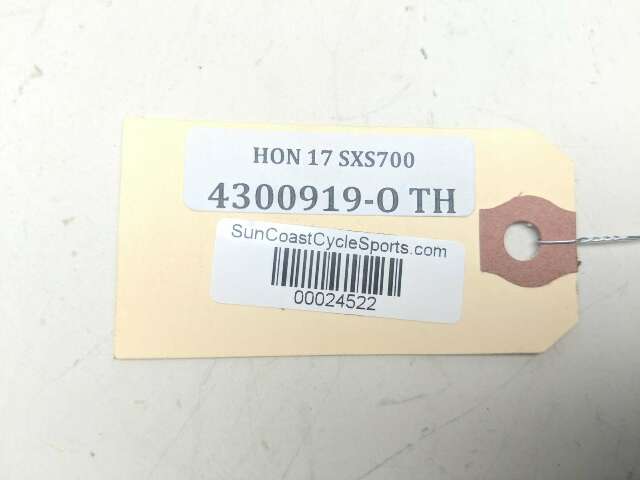 HON 17 SXS700
4300919-O TH
SunCoastCycleSports.com
00024522